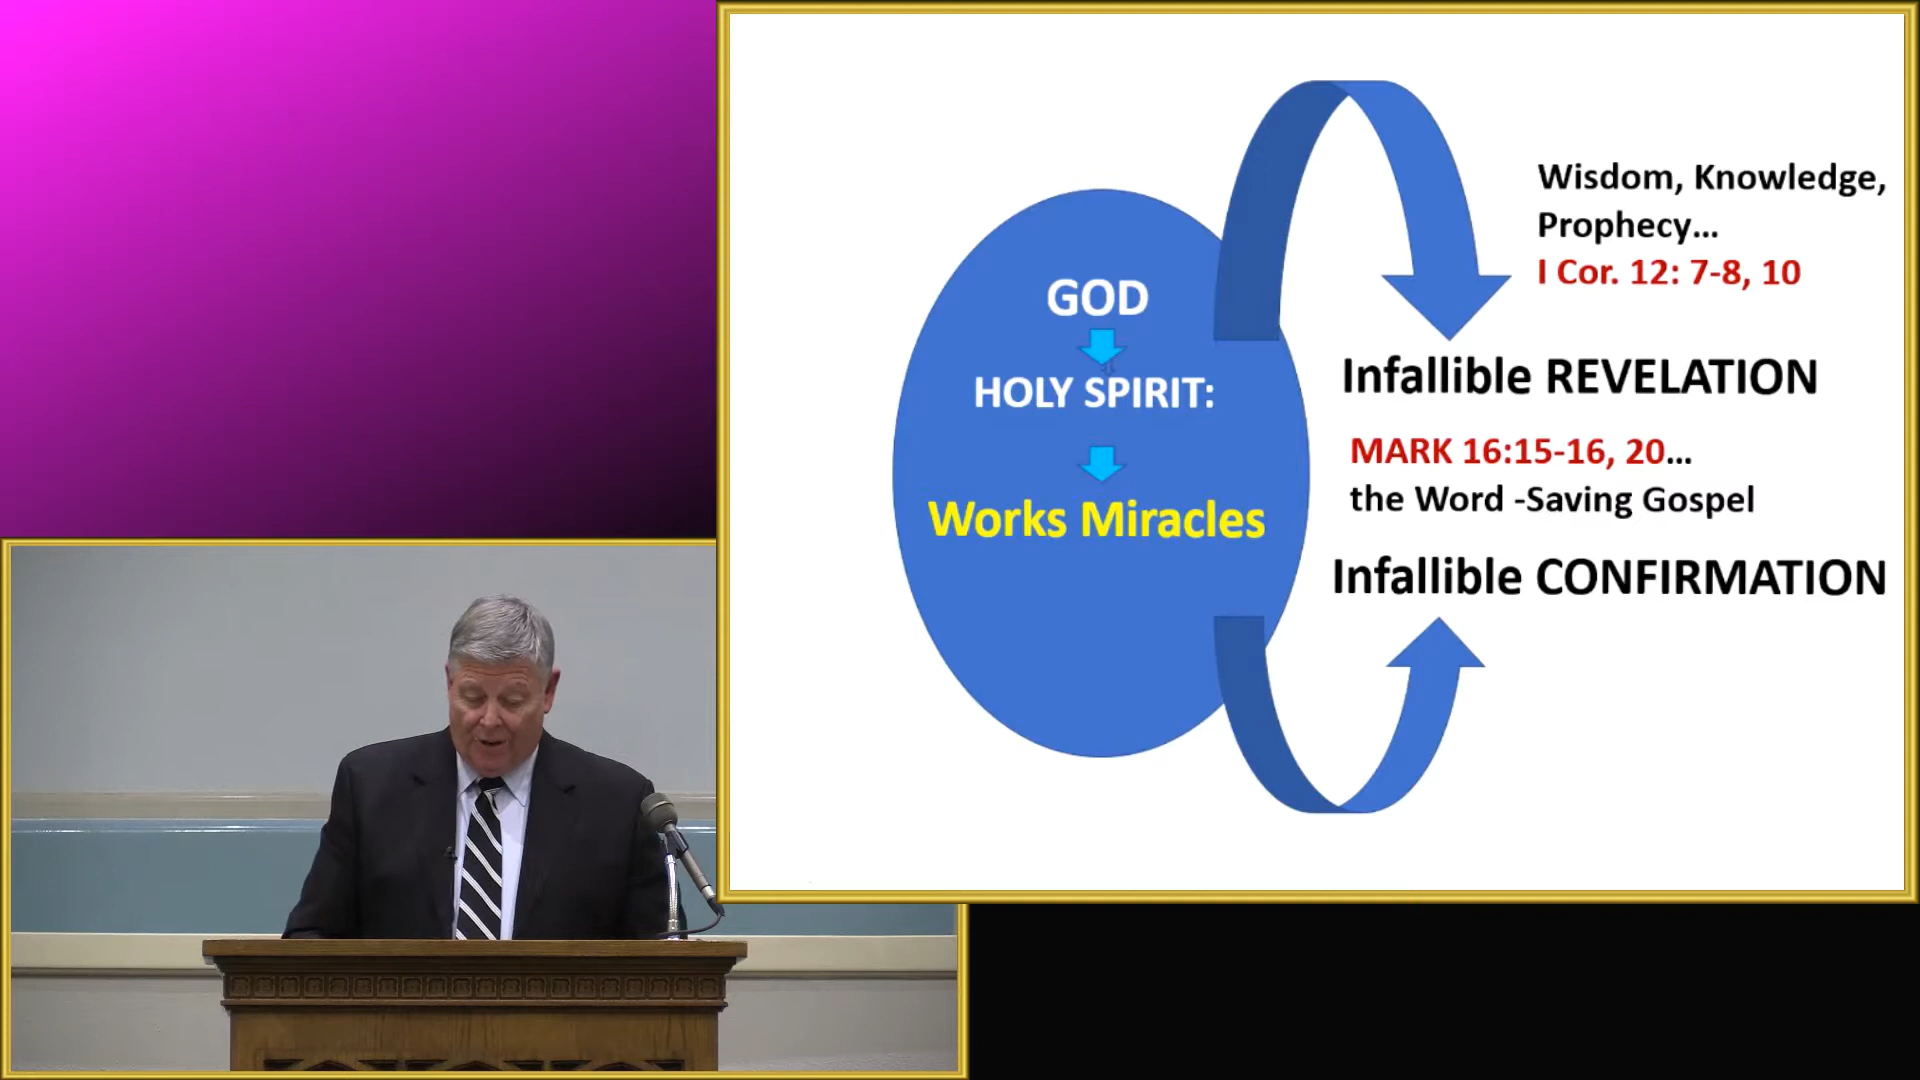 GOD
HOLY SPIRIT:
Works Miracles
Wisdom, Knowledge,
Prophecy...
I Cor. 12: 7-8, 10
Infallible REVELATION
MARK 16:15-16, 20...
the Word -Saving Gospel
Infallible CONFIRMATION